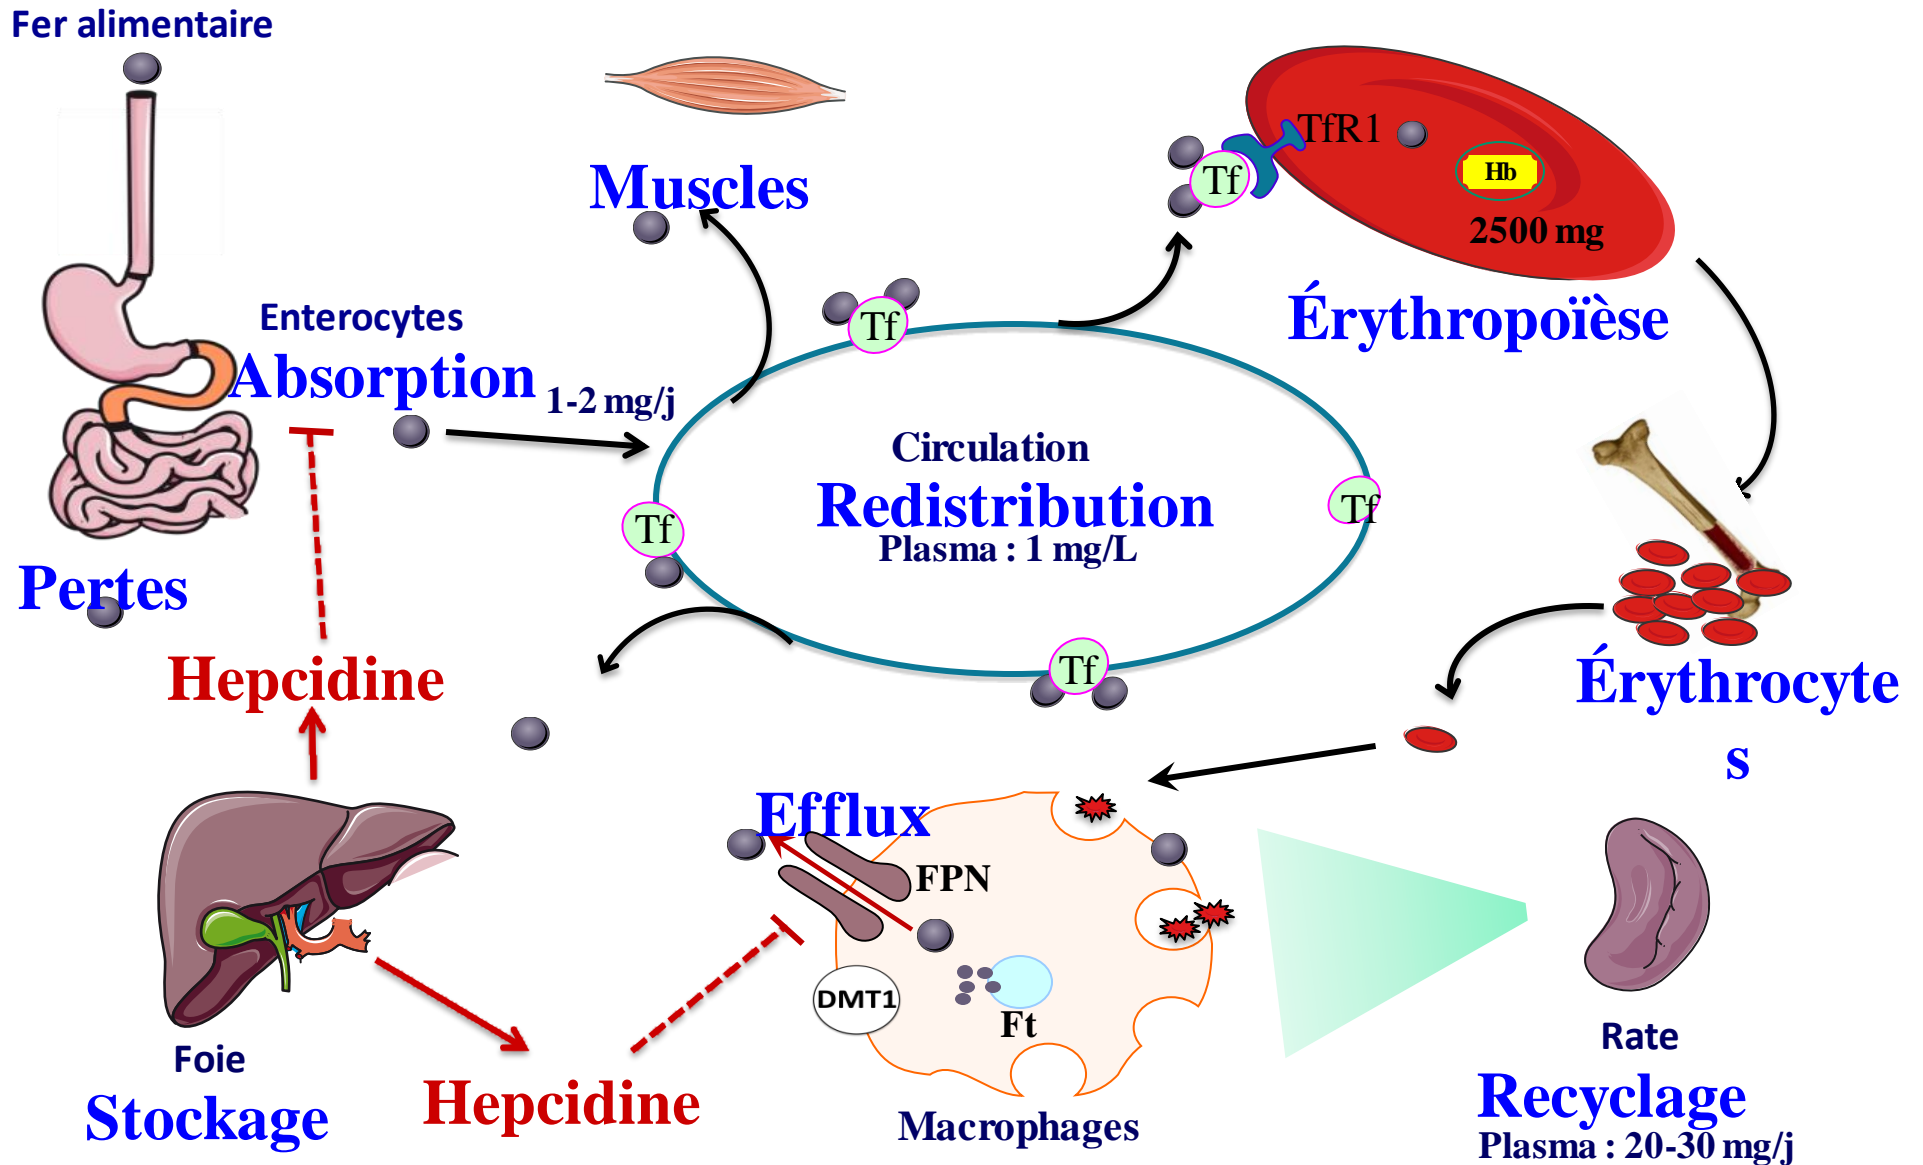 Fer alimentaire
Muscles
TfR1
Tf
Hb
2500 mg
Érythropoïèse
Enterocytes
Absorption
1-2 mg/j
Tf
Circulation
Redistribution
Plasma : 1 mg/L
Tf
Tf
Pertes
Hepcidine
Tf
Érythrocyte
s
Efflux
FPN
DMT1
Ft
Foie
Stockage
Hepcidine
Macrophages
Rate
Recyclage
Plasma : 20-30 mg/j